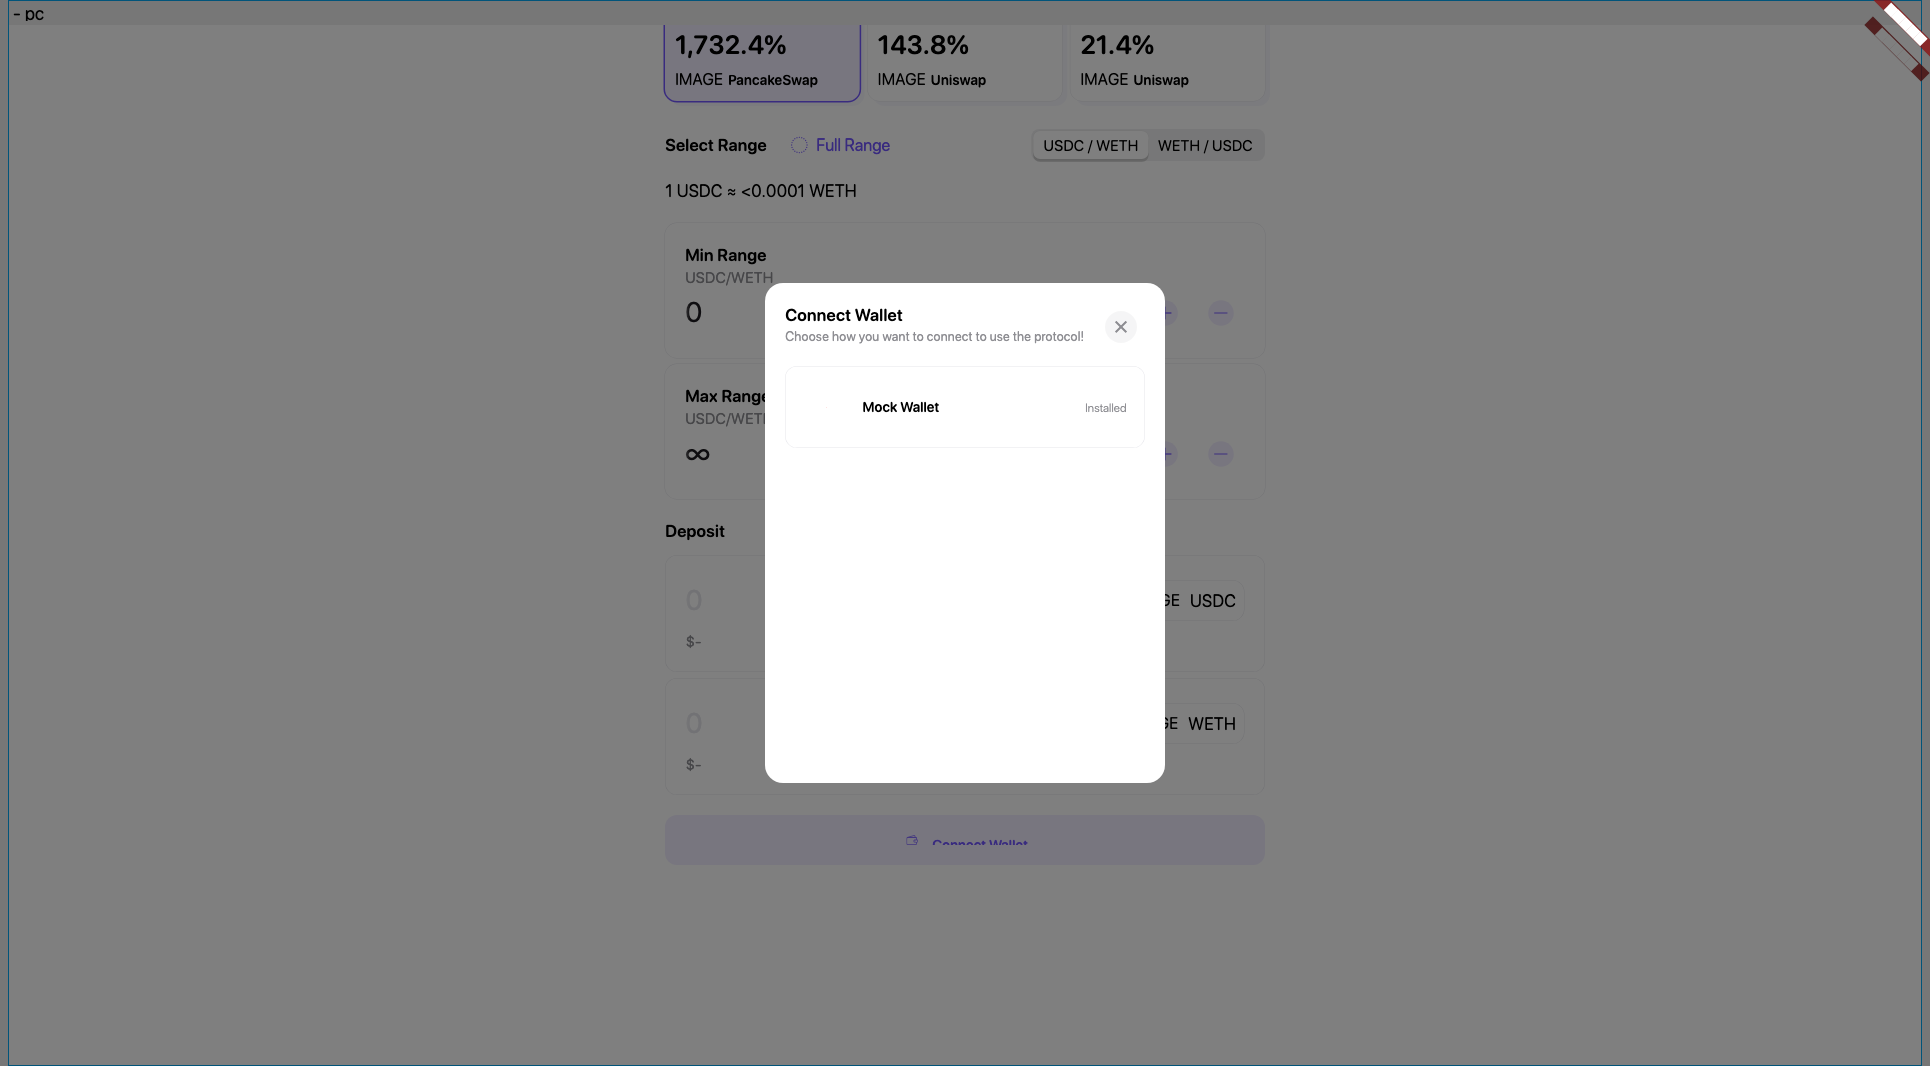 - pc
1,732.4%
IMAGE PancakeSwap
143.8%
IMAGE Uniswap
21.4%
IMAGE Uniswap
Select Range
Full Range
USDC / WETH
WETH / USDC
1 USDC ≈ <0.0001 WETH
Min Range
USDC/WETH
0
Connect Wallet
Choose how you want to connect to use the protocol!
Mock Wallet
Installed
Max Range
USDC/WET
∞
Deposit
0
GE USDC
$-
0
GE WETH
$-
Connect Wallet